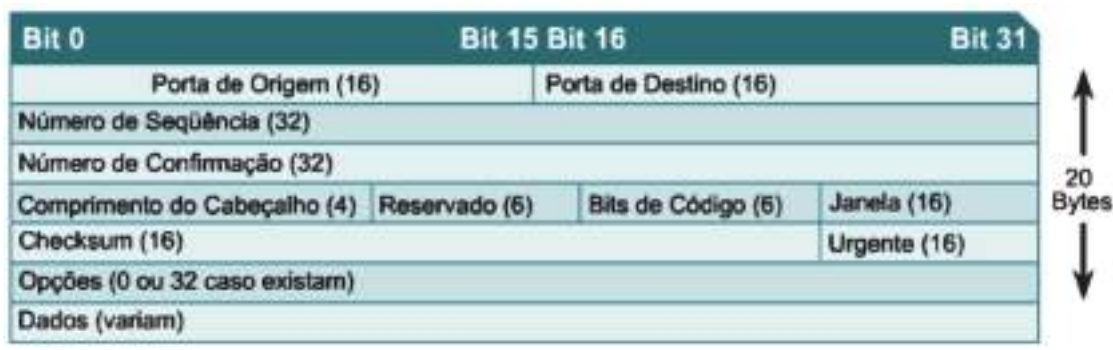 Bit 0 Bit 15 Bit 16 Bit 31
Porta de Origem (16) Porta de Destino (16)
Número de Seqüência (32)
Número de Confirmação (32)
Comprimento do Cabeçalho (4) Reservado (6) Bits de Código (6) Janela (16)
Checksum (16) Urgente (16)
Opções (0 ou 32 caso existam)
Dados (variam)
20
Bytes